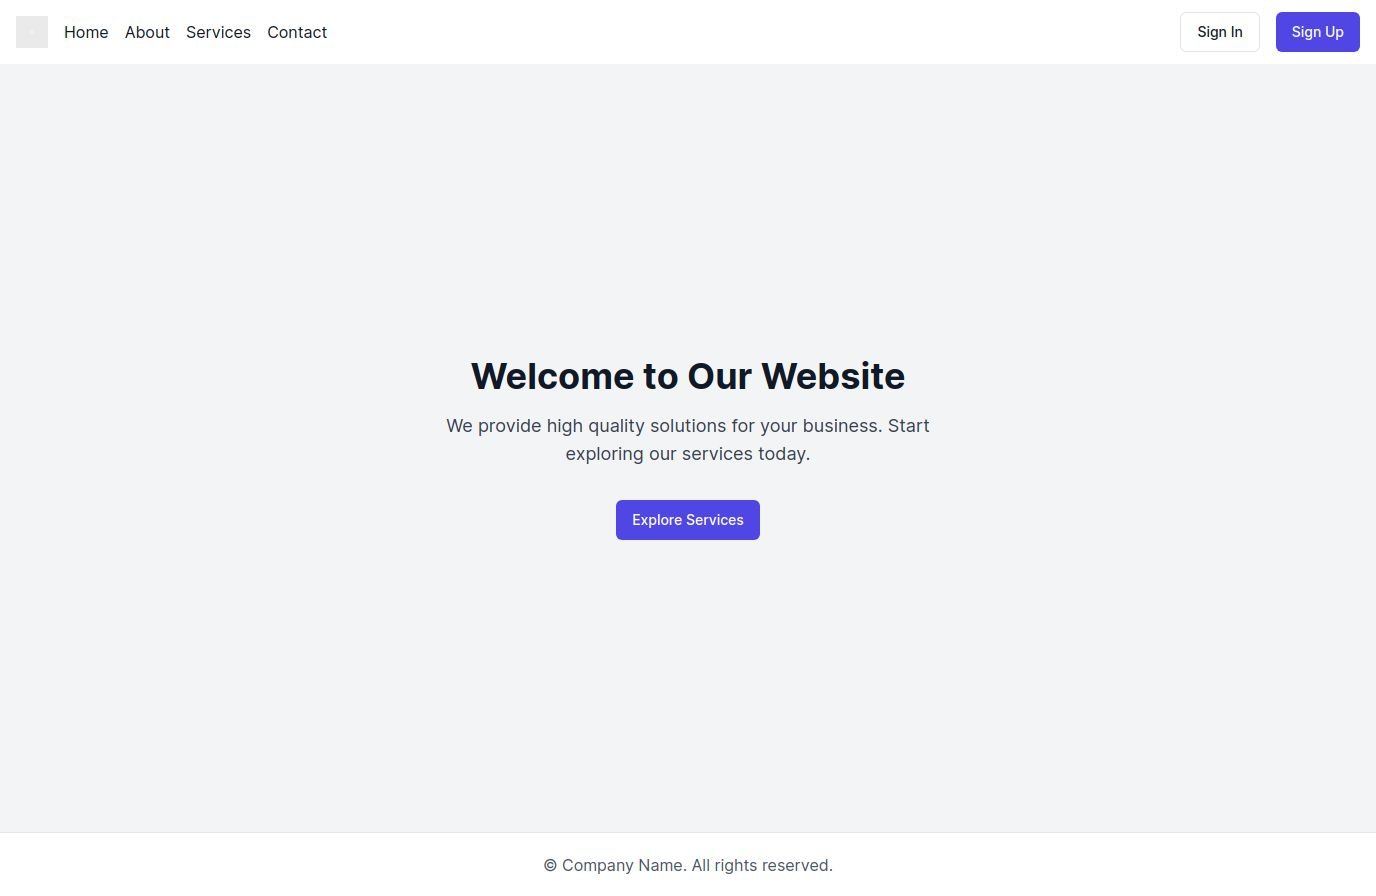 Home About Services Contact Sign In Sign Up
Welcome to Our Website
We provide high quality solutions for your business. Start
exploring our services today.
Explore Services
© Company Name. All rights reserved.